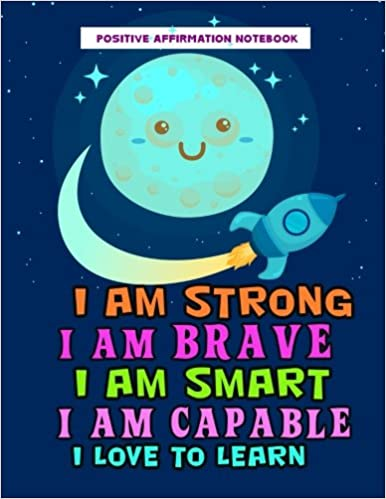 POSITIVE AFFIRMATION NOTEBOOK
I AM STRONG
I AM BRAVE
I AM SMART
I AM CAPABLE
I LOVE TO LEARN